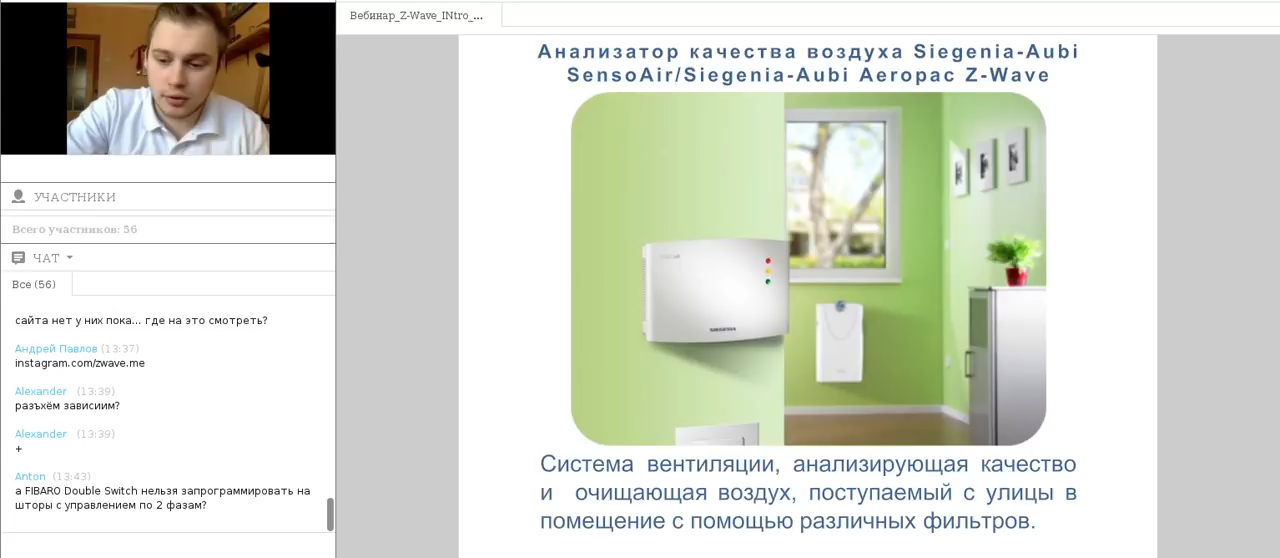 Вебинар_Z-Wave_INtro_...
Анализатор качества воздуха Siegenia-Aubi
SensoAir/Siegenia-Aubi Aeropac Z-Wave
SIEGENIA
Система вентиляции, анализирующая качество
и очищающая воздух, поступаемый с улицы в
помещение с помощью различных фильтров.
УЧАСТНИКИ
Всего участников: 56
ЧАТ
Все (56)
сайта нет у них пока... где на это смотреть?
Андрей Павлов (13:37)
instagram.com/zwave.me
Alexander (13:39)
разъхём зависиим?
Alexander (13:39)
+
Anton (13:43)
а FIBARO Double Switch нельзя запрограммировать на
шторы с управлением по 2 фазам?